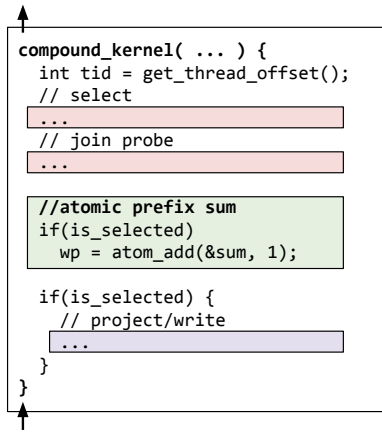 compound_kernel( ... ) {
int tid = get_thread_offset();
// select
...
// join probe
...
//atomic prefix sum
if(is_selected)
wp = atom_add(&sum, 1);
if(is_selected) {
// project/write
...
}
}